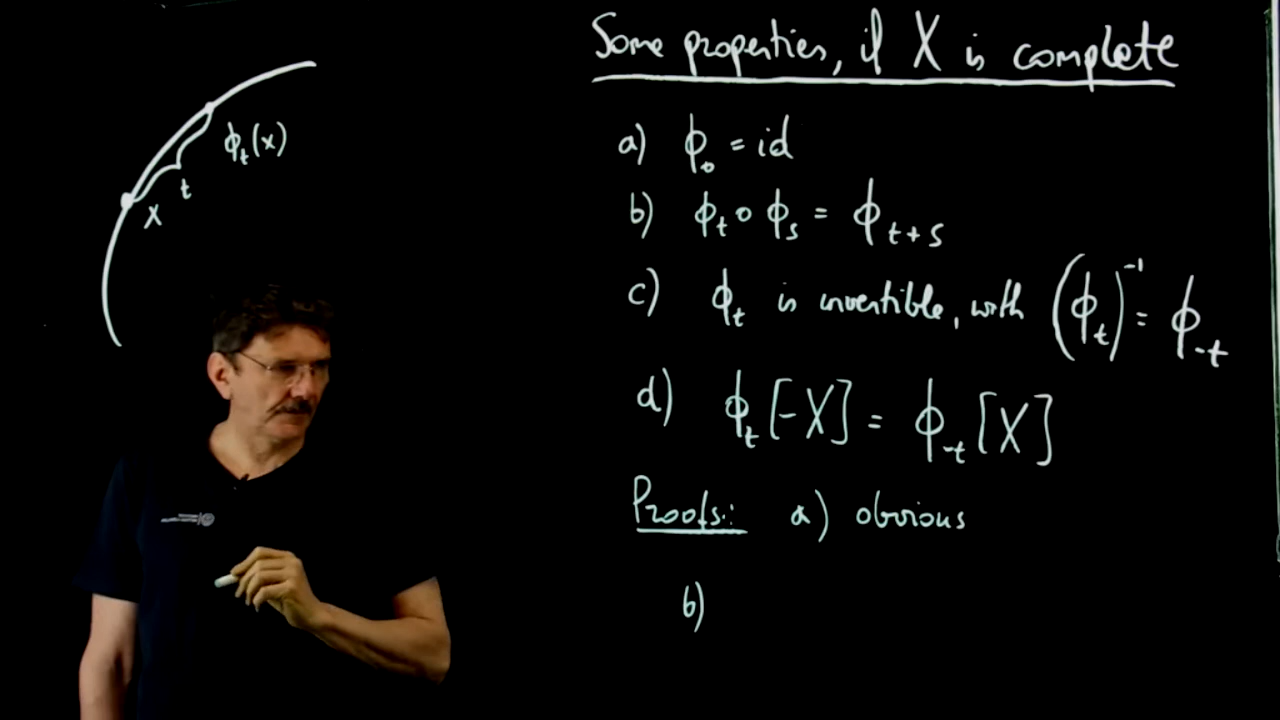 Some properties, if X is complete
a) ϕ₀ = id
b) ϕₜ ∘ ϕₛ = ϕₜ₊ₛ
c) ϕₜ is invertible, with (ϕₜ)⁻¹ = ϕ₋ₜ
d) ϕₜ[-X] = ϕ₋ₜ[X]
Proofs: a) obvious
b)
ϕₜ(x)
t
x